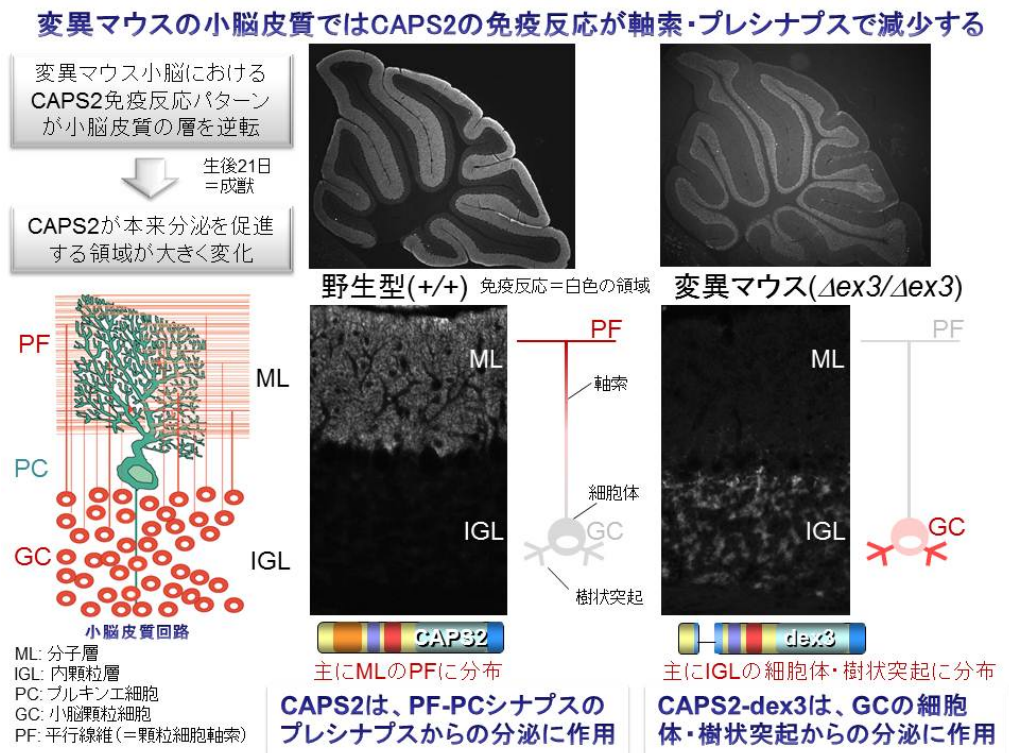 変異マウスの小脳皮質ではCAPS2の免疫反応が軸索・プレシナプスで減少する
変異マウス小脳における
CAPS2免疫反応パターン
が小脳皮質の層を逆転
生後21日
＝成獣
CAPS2が本来分泌を促進
する領域が大きく変化
野生型(+/+)
免疫反応＝白色の領域
変異マウス(Δex3/Δex3)
PF
ML
PC
GC
IGL
小脳皮質回路
ML: 分子層
IGL: 内顆粒層
PC: プルキンエ細胞
GC: 小脳顆粒細胞
PF: 平行線維(＝顆粒細胞軸索)
ML
IGL
PF
軸索
細胞体
GC
樹状突起
CAPS2
主にMLのPFに分布
CAPS2は、PF-PCシナプスの
プレシナプスからの分泌に作用
ML
IGL
PF
GC
dex3
主にIGLの細胞体・樹状突起に分布
CAPS2-dex3は、GCの細胞
体・樹状突起からの分泌に作用